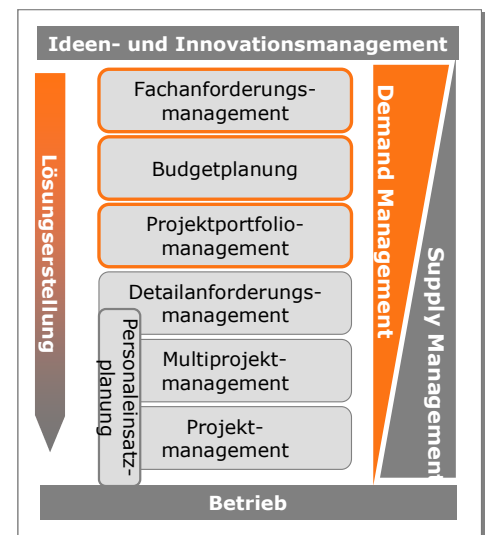 Ideen- und Innovationsmanagement
Lösungserstellung
Fachanforderungs-
management
Budgetplanung
Projektportfolio-
management
Detailanforderungs-
management
Personaleinsatz-
planung
Multiprojekt-
management
Projekt-
management
Demand Management
Supply Management
Betrieb